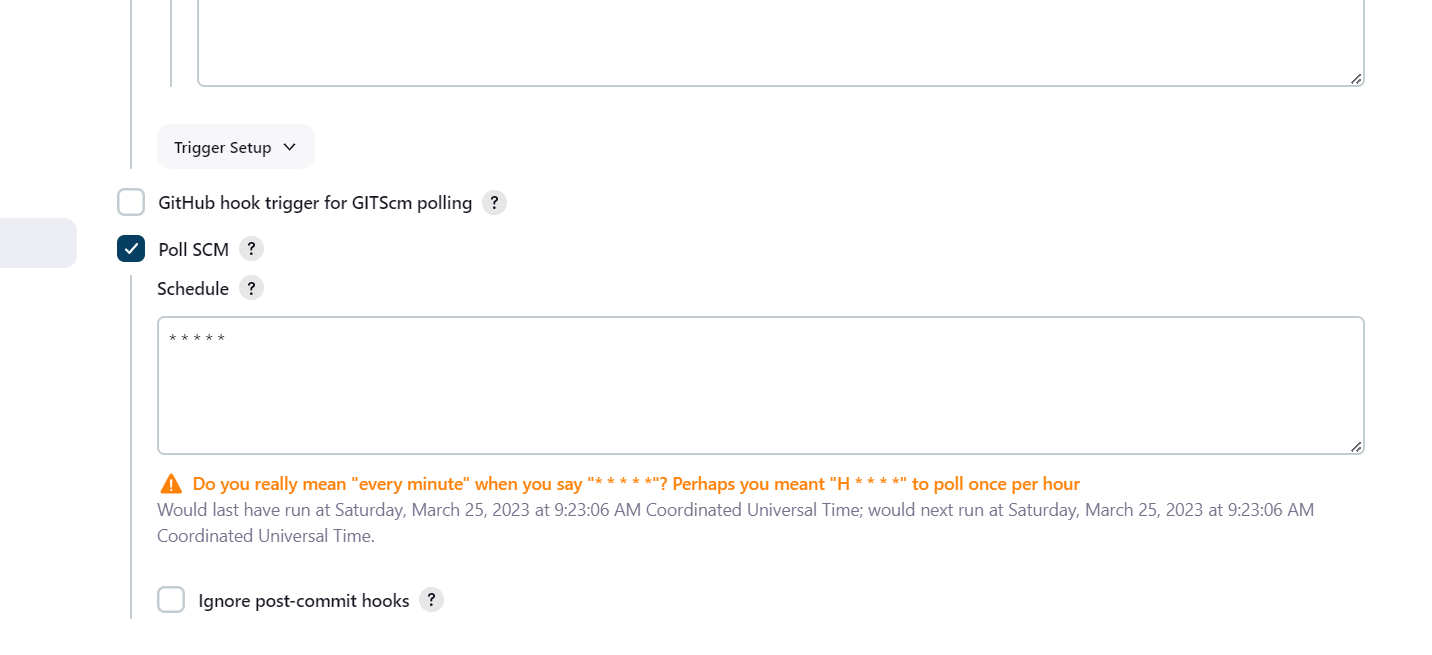 Trigger Setup
GitHub hook trigger for GITScm polling ?
Poll SCM ?
Schedule ?
* * * * *
Do you really mean "every minute" when you say "* * * * *"? Perhaps you meant "H * * * *" to poll once per hour
Would last have run at Saturday, March 25, 2023 at 9:23:06 AM Coordinated Universal Time; would next run at Saturday, March 25, 2023 at 9:23:06 AM
Coordinated Universal Time.
Ignore post-commit hooks ?